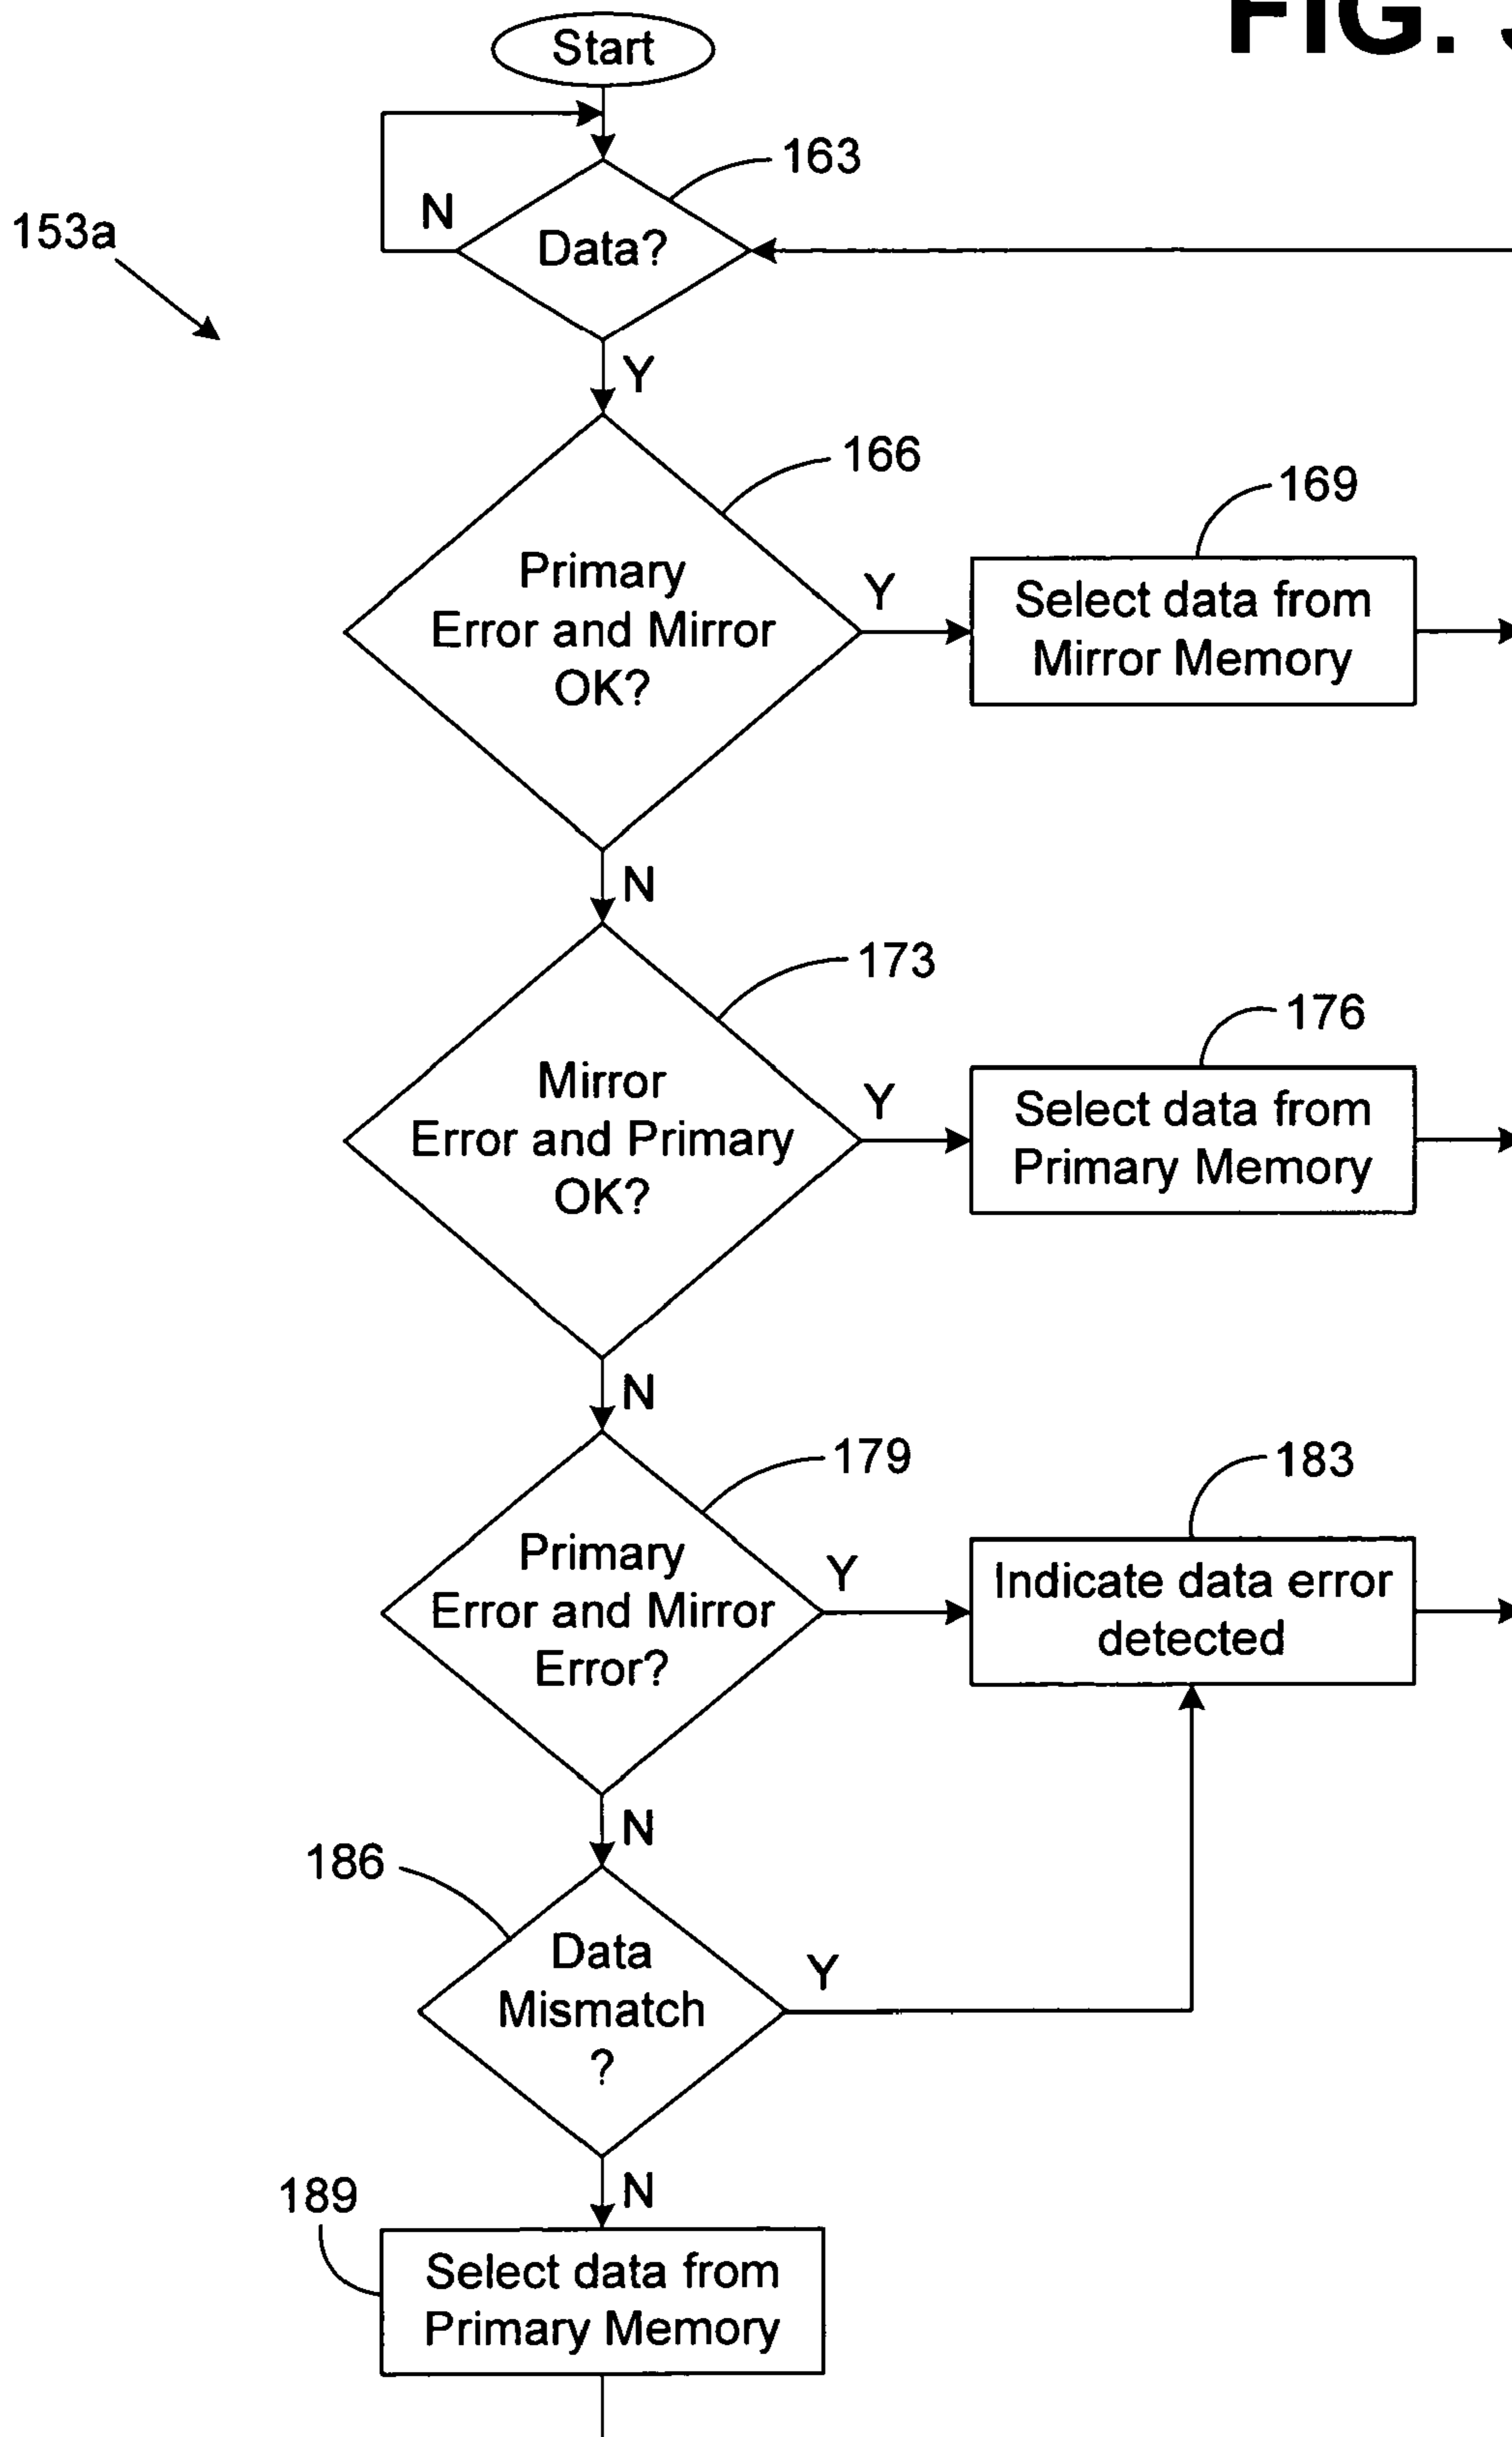 FIG.
Start
163
153a
N
Data?
Y
166
169
Primary
Error and Mirror
OK?
Y
Select data from
Mirror Memory
N
173
176
Mirror
Error and Primary
OK?
Y
Select data from
Primary Memory
N
179
183
Primary
Error and Mirror
Error?
Y
Indicate data error
detected
N
186
Data
Mismatch
?
Y
N
189
Select data from
Primary Memory